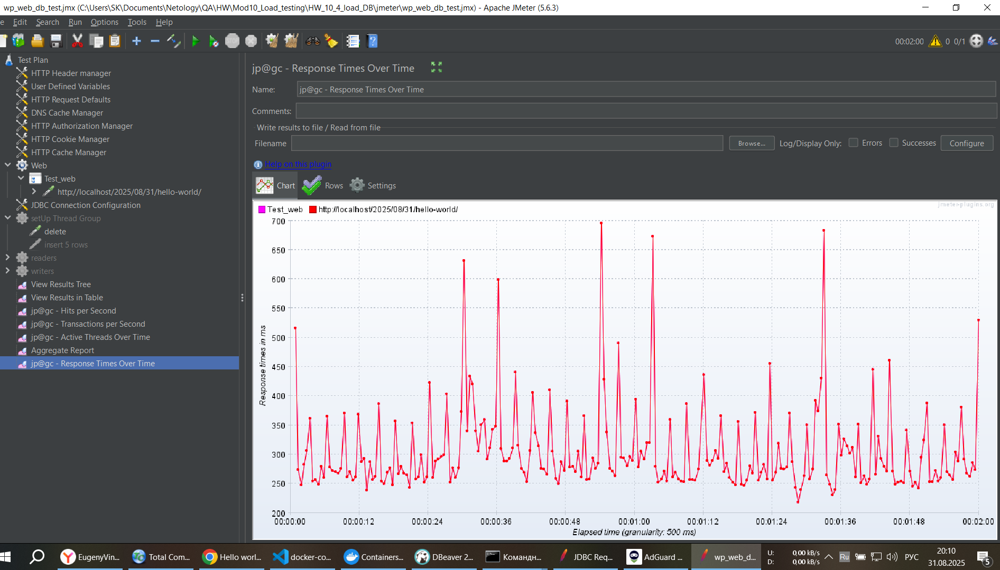 wp_web_db_test.jmx (C:\Users\SK\Documents\Netology\QA\HW\Mod10_Load_testing\HW_10_4_load_DB\jmeter\wp_web_db_test.jmx) - Apache JMeter (5.6.3)
e Edit Search Run Options Tools Help
STOP
00:02:00 0 0/1
Test Plan
HTTP Header manager
User Defined Variables
HTTP Request Defaults
DNS Cache Manager
HTTP Authorization Manager
HTTP Cookie Manager
HTTP Cache Manager
Web
Test_web
http://localhost/2025/08/31/hello-world/
JDBC Connection Configuration
setUp Thread Group
delete
insert 5 rows
readers
writers
View Results Tree
View Results in Table
jp@gc - Hits per Second
jp@gc - Transactions per Second
jp@gc - Active Threads Over Time
Aggregate Report
jp@gc - Response Times Over Time
jp@gc - Response Times Over Time
Name: jp@gc - Response Times Over Time
Comments:
Write results to file / Read from file
Filename Browse... Log/Display Only: Errors Successes Configure
Help on this plugin
Chart Rows Settings
jmeter-plugins.org
Test_web http://localhost/2025/08/31/hello-world/
700
650
600
550
500
450
400
350
300
250
200
Response times in ms
00:00:00 00:00:12 00:00:24 00:00:36 00:00:48 00:01:00 00:01:12 00:01:24 00:01:36 00:01:48 00:02:00
Elapsed time (granularity: 500 ms)
EugenyVin... Total Com... Hello worl... docker-co... Containers... DBeaver 2... Командн... JDBC Req... AdGuard ... wp_web_d...
U: 0,00 kB/s
D: 0,00 kB/s
Ru РУС
20:10
31.08.2025
5